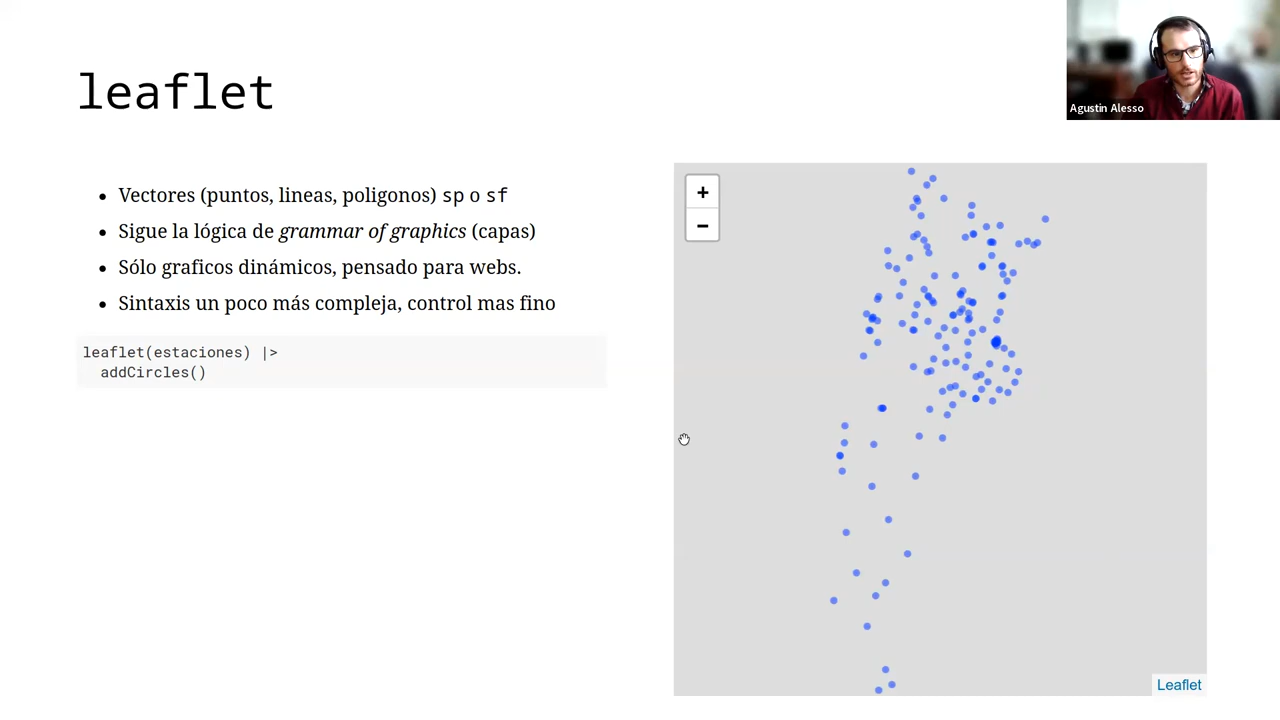 leaflet
Agustín Alesso
• Vectores (puntos, lineas, poligonos) sp o sf
• Sigue la lógica de grammar of graphics (capas)
• Sólo graficos dinámicos, pensado para webs.
• Sintaxis un poco más compleja, control mas fino
leaflet(estaciones) |>
  addCircles()
+
−
Leaflet